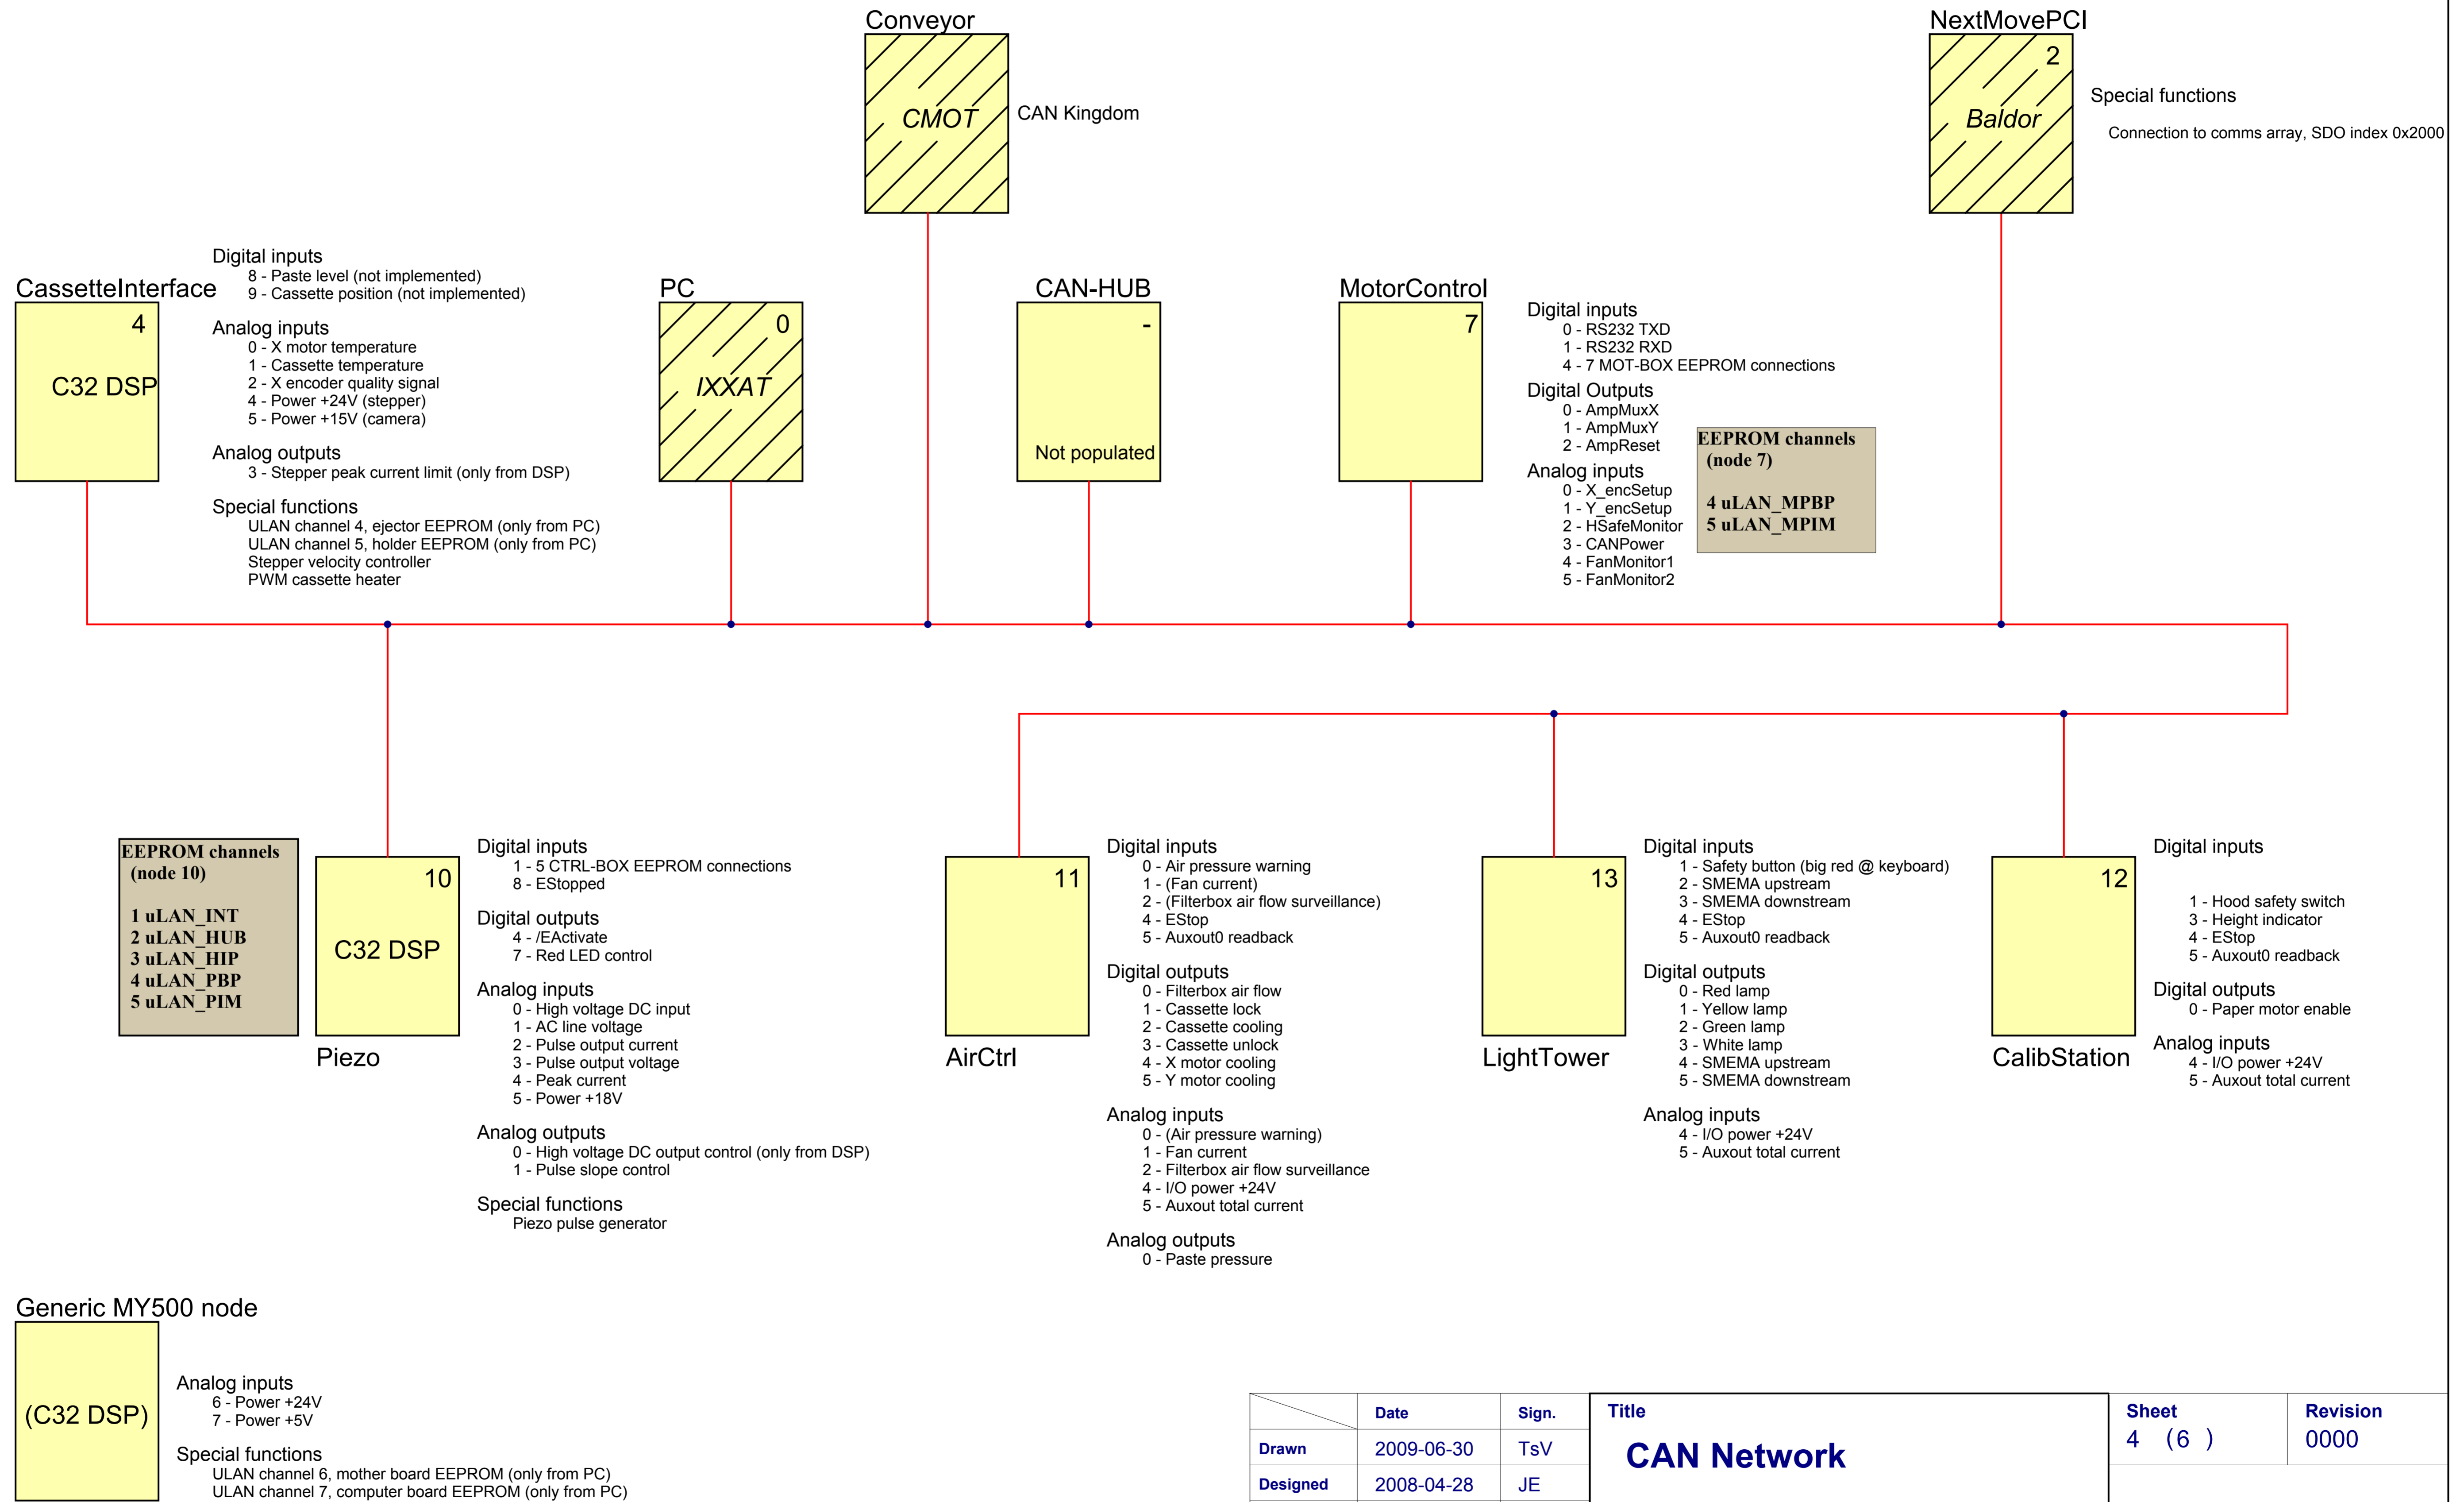 Conveyor
CMOT
CAN Kingdom
NextMovePCI
2
Baldor
Special functions
Connection to comms array, SDO index 0x2000
CassetteInterface
4
C32 DSP
Digital inputs
8 - Paste level (not implemented)
9 - Cassette position (not implemented)
Analog inputs
0 - X motor temperature
1 - Cassette temperature
2 - X encoder quality signal
4 - Power +24V (stepper)
5 - Power +15V (camera)
Analog outputs
3 - Stepper peak current limit (only from DSP)
Special functions
ULAN channel 4, ejector EEPROM (only from PC)
ULAN channel 5, holder EEPROM (only from PC)
Stepper velocity controller
PWM cassette heater
PC
0
IXXAT
CAN-HUB
-
Not populated
MotorControl
7
Digital inputs
0 - RS232 TXD
1 - RS232 RXD
4 - 7 MOT-BOX EEPROM connections
Digital Outputs
0 - AmpMuxX
1 - AmpMuxY
2 - AmpReset
Analog inputs
0 - X_encSetup
1 - Y_encSetup
2 - HSafeMonitor
3 - CANPower
4 - FanMonitor1
5 - FanMonitor2
EEPROM channels
(node 7)
4 uLAN_MPBP
5 uLAN_MPIM
EEPROM channels
(node 10)
1 uLAN_INT
2 uLAN_HUB
3 uLAN_HIP
4 uLAN_PBP
5 uLAN_PIM
10
C32 DSP
Piezo
Digital inputs
1 - 5 CTRL-BOX EEPROM connections
8 - EStopped
Digital outputs
4 - /EActivate
7 - Red LED control
Analog inputs
0 - High voltage DC input
1 - AC line voltage
2 - Pulse output current
3 - Pulse output voltage
4 - Peak current
5 - Power +18V
Analog outputs
0 - High voltage DC output control (only from DSP)
1 - Pulse slope control
Special functions
Piezo pulse generator
11
AirCtrl
Digital inputs
0 - Air pressure warning
1 - (Fan current)
2 - (Filterbox air flow surveillance)
4 - EStop
5 - Auxout0 readback
Digital outputs
0 - Filterbox air flow
1 - Cassette lock
2 - Cassette cooling
3 - Cassette unlock
4 - X motor cooling
5 - Y motor cooling
Analog inputs
0 - (Air pressure warning)
1 - Fan current
2 - Filterbox air flow surveillance
4 - I/O power +24V
5 - Auxout total current
Analog outputs
0 - Paste pressure
13
LightTower
Digital inputs
1 - Safety button (big red @ keyboard)
2 - SMEMA upstream
3 - SMEMA downstream
4 - EStop
5 - Auxout0 readback
Digital outputs
0 - Red lamp
1 - Yellow lamp
2 - Green lamp
3 - White lamp
4 - SMEMA upstream
5 - SMEMA downstream
Analog inputs
4 - I/O power +24V
5 - Auxout total current
12
CalibStation
Digital inputs
1 - Hood safety switch
3 - Height indicator
4 - EStop
5 - Auxout0 readback
Digital outputs
0 - Paper motor enable
Analog inputs
4 - I/O power +24V
5 - Auxout total current
Generic MY500 node
(C32 DSP)
Analog inputs
6 - Power +24V
7 - Power +5V
Special functions
ULAN channel 6, mother board EEPROM (only from PC)
ULAN channel 7, computer board EEPROM (only from PC)
Date Sign.
Drawn 2009-06-30 TsV
Designed 2008-04-28 JE
Title
CAN Network
Sheet
4 (6 )
Revision
0000